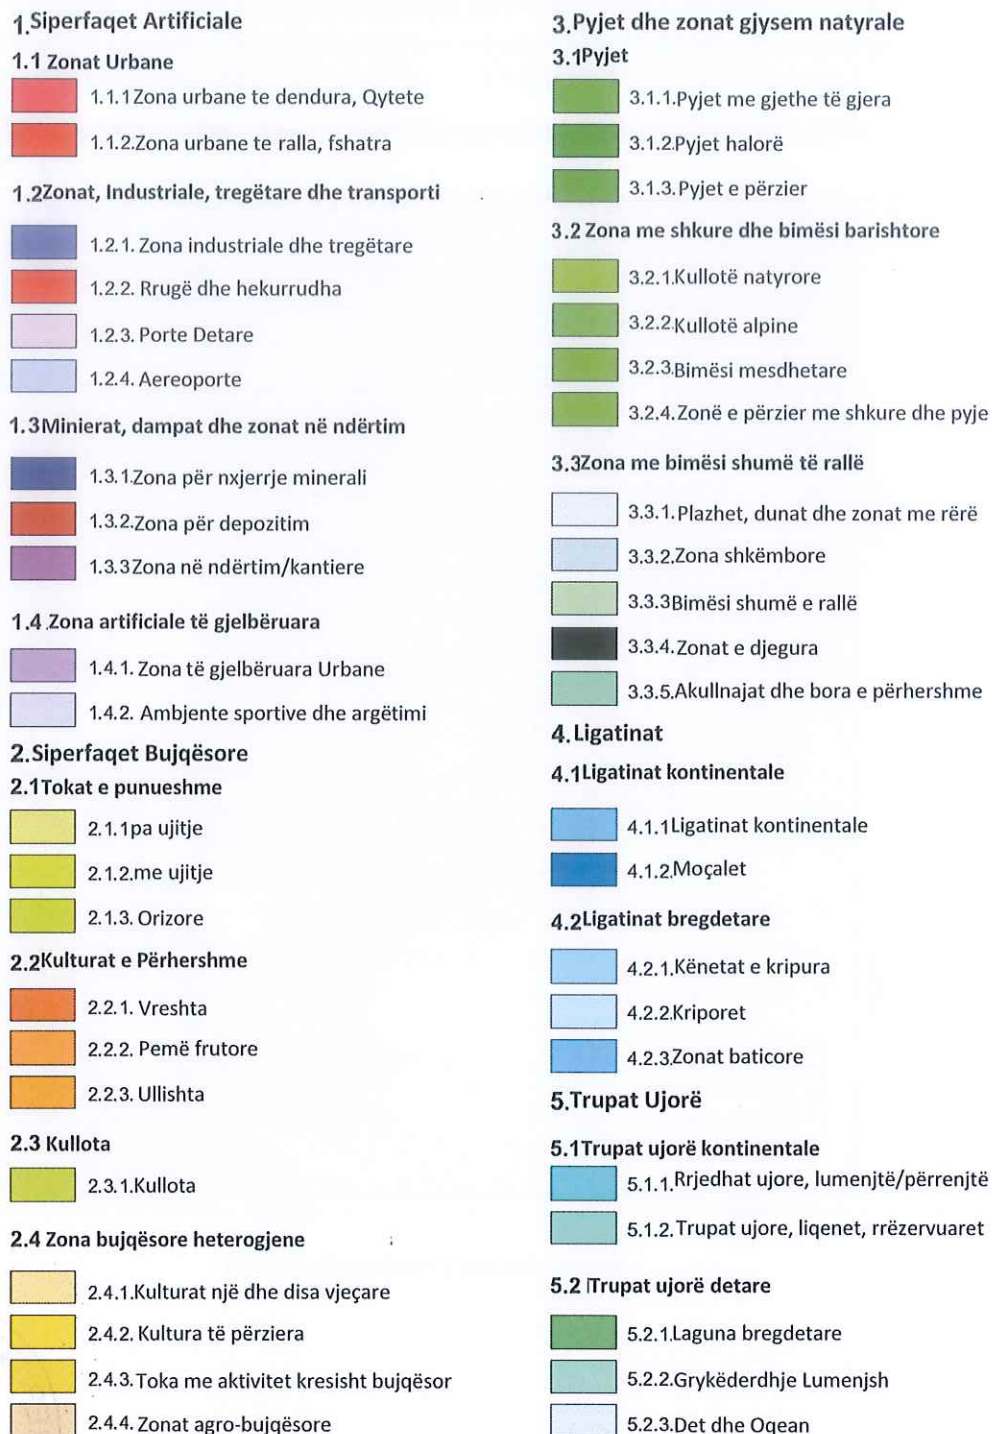 1.Siperfaqet Artificiale
1.1 Zonat Urbane
1.1.1Zona urbane te dendura, Qytete
1.1.2.Zona urbane te ralla, fshatra
1.2Zonat, Industriale, tregëtare dhe transporti
1.2.1. Zona industriale dhe tregëtare
1.2.2. Rrugë dhe hekurrudha
1.2.3. Porte Detare
1.2.4. Aereoporte
1.3Minierat, dampat dhe zonat në ndërtim
1.3.1.Zona për nxjerrje minerali
1.3.2.Zona për depozitim
1.3.3Zona në ndërtim/kantiere
1.4.Zona artificiale të gjelbëruara
1.4.1. Zona të gjelbëruara Urbane
1.4.2. Ambjente sportive dhe argëtimi
2.Siperfaqet Bujqësore
2.1Tokat e punueshme
2.1.1pa ujitje
2.1.2.me ujitje
2.1.3. Orizore
2.2Kulturat e Përhershme
2.2.1. Vreshta
2.2.2. Pemë frutore
2.2.3. Ullishta
2.3 Kullota
2.3.1.Kullota
2.4 Zona bujqësore heterogjene
2.4.1.Kulturat një dhe disa vjeçare
2.4.2. Kultura të përziera
2.4.3. Toka me aktivitet kresisht bujqësor
2.4.4. Zonat agro-bujqësore
3.Pyjet dhe zonat gjysem natyrale
3.1Pyjet
3.1.1.Pyjet me gjethe të gjera
3.1.2.Pyjet halorë
3.1.3. Pyjet e përzier
3.2 Zona me shkure dhe bimësi barishtore
3.2.1.Kullotë natyrore
3.2.2.Kullotë alpine
3.2.3.Bimësi mesdhetare
3.2.4.Zonë e përzier me shkure dhe pyje
3.3Zona me bimësi shumë të rallë
3.3.1. Plazhet, dunat dhe zonat me rërë
3.3.2.Zona shkëmbore
3.3.3Bimësi shumë e rallë
3.3.4.Zonat e djegura
3.3.5.Akullnajat dhe bora e përhershme
4.Ligatinat
4.1Ligatinat kontinentale
4.1.1Ligatinat kontinentale
4.1.2.Moçalet
4.2Ligatinat bregdetare
4.2.1.Kënetat e kripura
4.2.2.Kriporet
4.2.3.Zonat baticore
5.Trupat Ujorë
5.1Trupat ujorë kontinentale
5.1.1.Rrjedhat ujore, lumenjtë/përrenjtë
5.1.2.Trupat ujore, liqenet, rrëzervuaret
5.2 Trupat ujorë detare
5.2.1.Laguna bregdetare
5.2.2.Grykëderdhje Lumenjsh
5.2.3.Det dhe Oqean